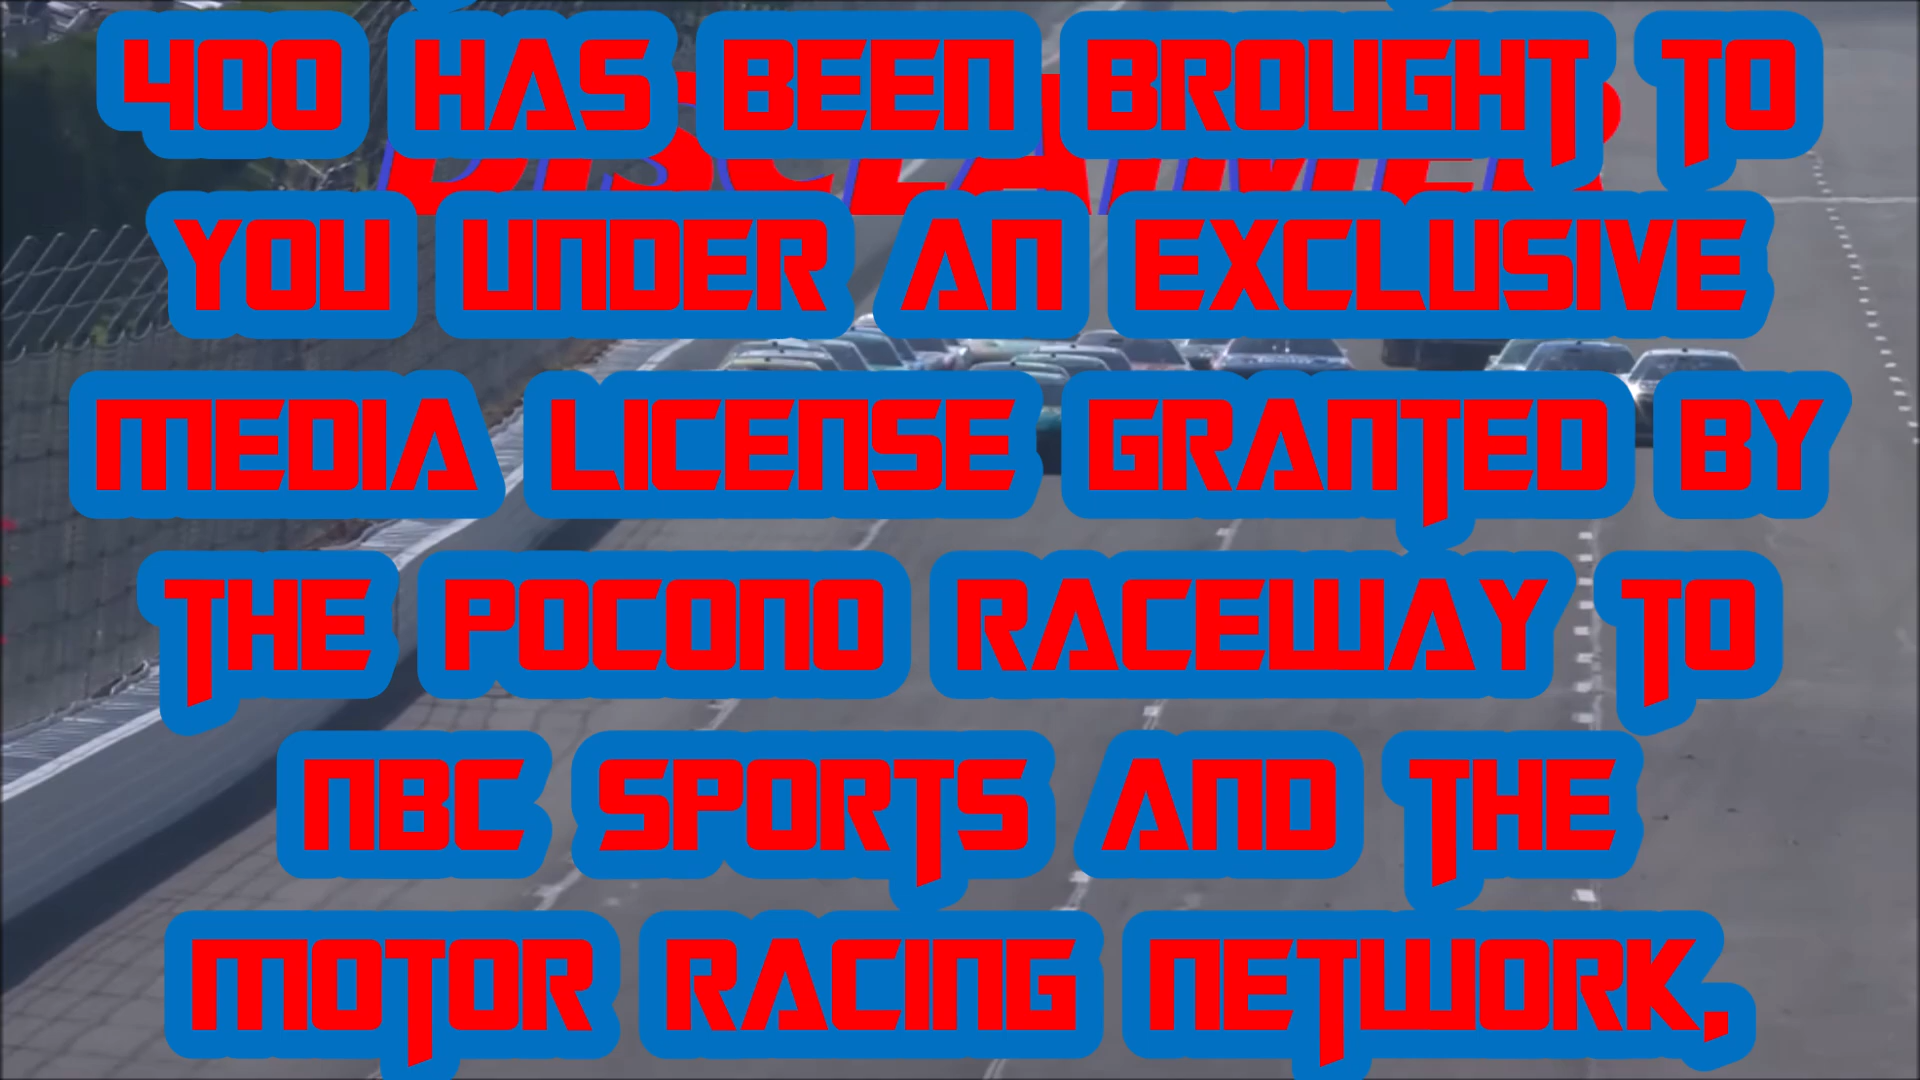 400 HAS BEEN BROUGHT TO
DISCLAIMER
YOU UNDER AN EXCLUSIVE
MEDIA LICENSE GRANTED BY
THE POCONO RACEWAY TO
NBC SPORTS AND THE
MOTOR RACING NETWORK,